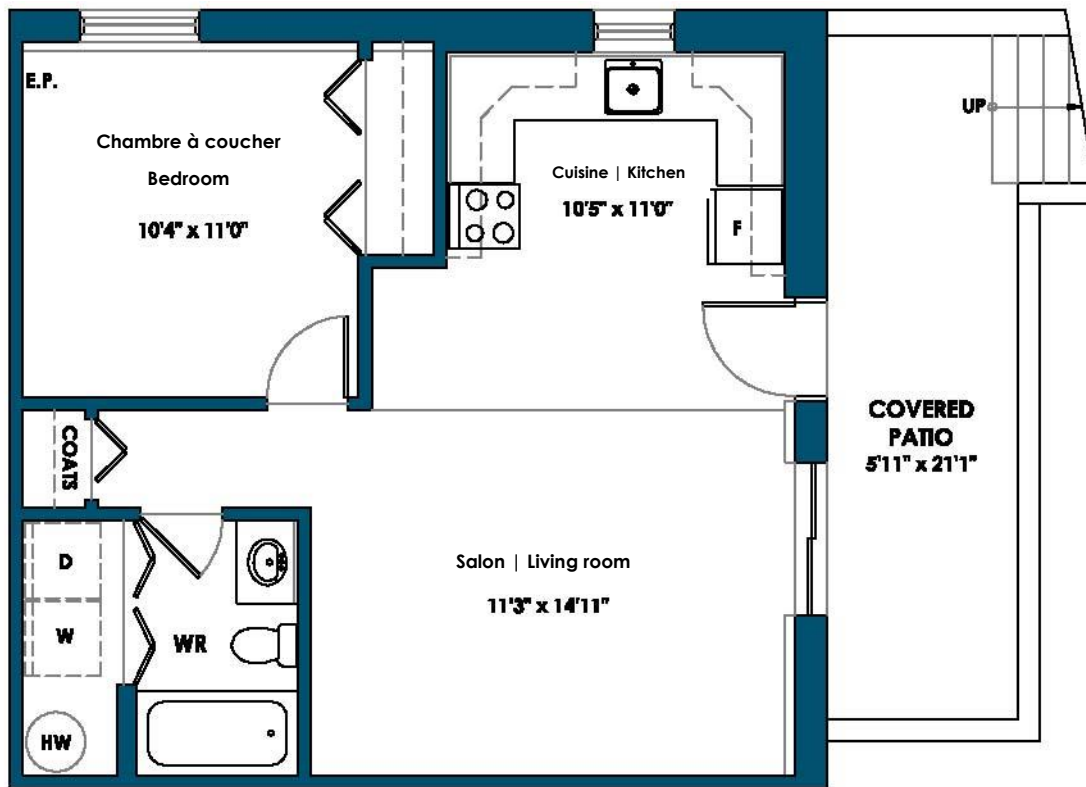 E.P.
Chambre à coucher
Bedroom
10'4" x 11'0"
Cuisine | Kitchen
10'5" x 11'0"
F
UP
COATS
COVERED
PATIO
5'11" x 21'1"
Salon | Living room
11'3" x 14'11"
D
W
WR
HW